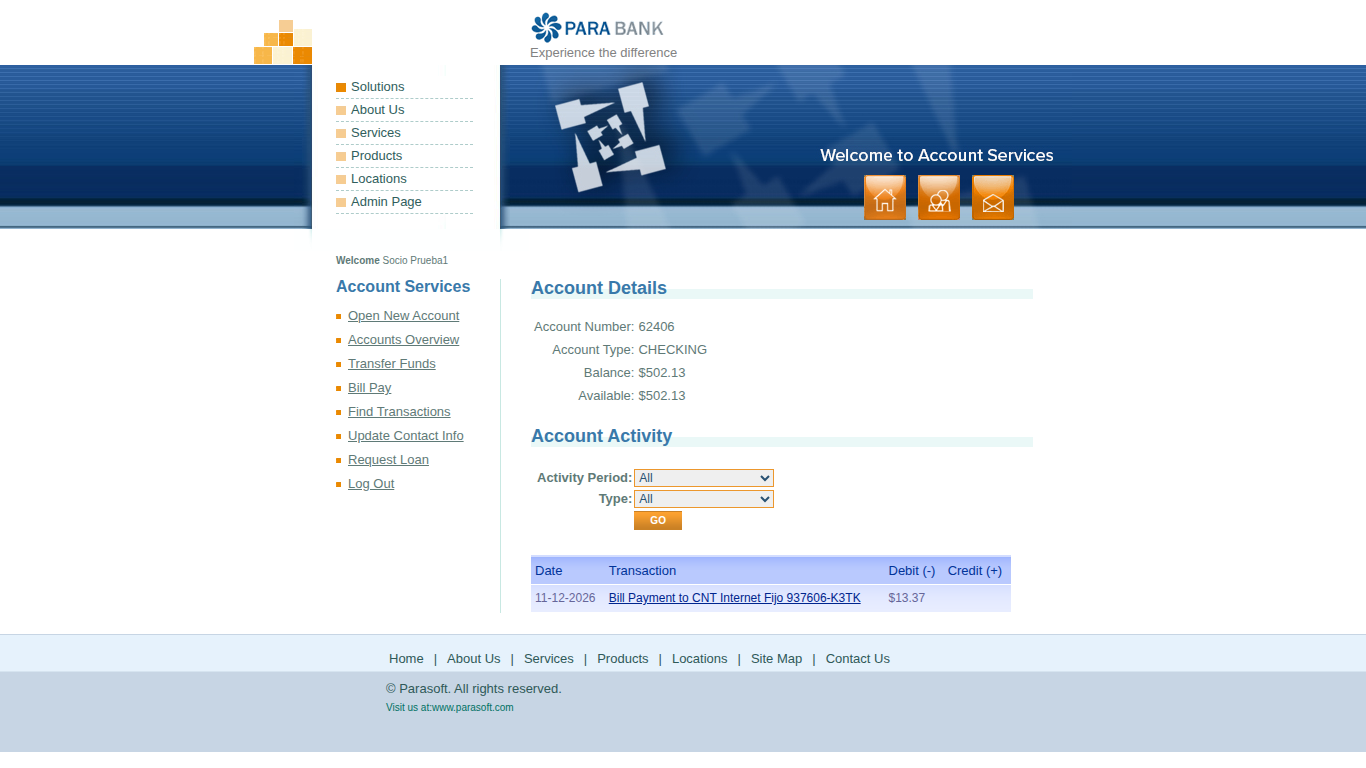 PARA BANK
Experience the difference
Solutions
About Us
Services
Products
Locations
Admin Page
Welcome to Account Services
Welcome Socio Prueba1
Account Services
Open New Account
Accounts Overview
Transfer Funds
Bill Pay
Find Transactions
Update Contact Info
Request Loan
Log Out
Account Details
Account Number: 62406
Account Type: CHECKING
Balance: $502.13
Available: $502.13
Account Activity
Activity Period: All
Type: All
GO
Date Transaction Debit (-) Credit (+)
11-12-2026 Bill Payment to CNT Internet Fijo 937606-K3TK $13.37
Home | About Us | Services | Products | Locations | Site Map | Contact Us
© Parasoft. All rights reserved.
Visit us at:www.parasoft.com